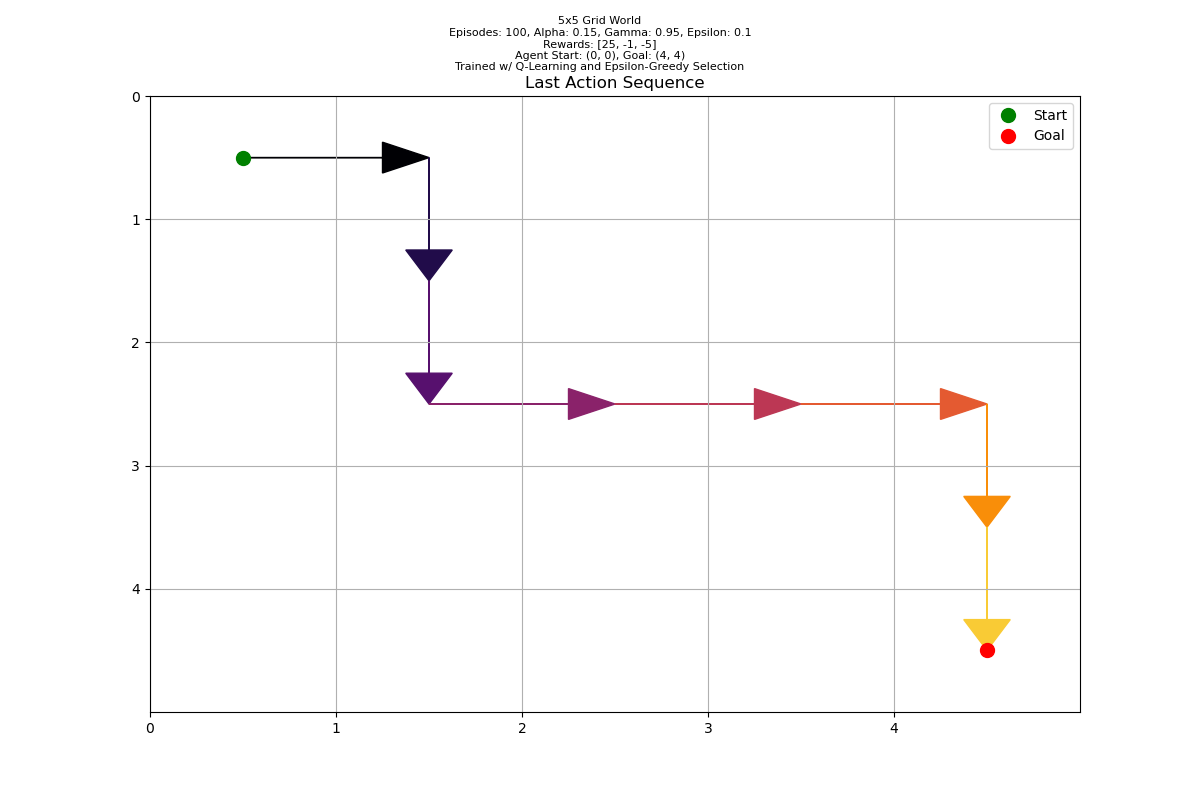 5x5 Grid World
Episodes: 100, Alpha: 0.15, Gamma: 0.95, Epsilon: 0.1
Rewards: [25, -1, -5]
Agent Start: (0, 0), Goal: (4, 4)
Trained w/ Q-Learning and Epsilon-Greedy Selection
Last Action Sequence
Start
Goal
0
1
2
3
4
0 1 2 3 4